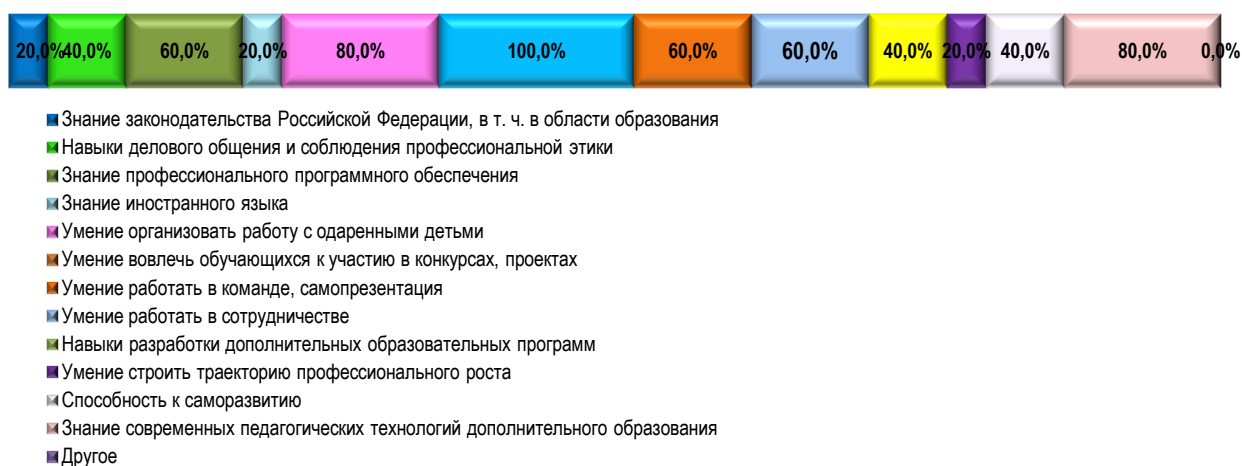 20,0% 40,0% 60,0% 20,0% 80,0% 100,0% 60,0% 60,0% 40,0% 20,0% 40,0% 80,0% 0,0%
Знание законодательства Российской Федерации, в т. ч. в области образования
Навыки делового общения и соблюдения профессиональной этики
Знание профессионального программного обеспечения
Знание иностранного языка
Умение организовать работу с одаренными детьми
Умение вовлечь обучающихся к участию в конкурсах, проектах
Умение работать в команде, самопрезентация
Умение работать в сотрудничестве
Навыки разработки дополнительных образовательных программ
Умение строить траекторию профессионального роста
Способность к саморазвитию
Знание современных педагогических технологий дополнительного образования
Другое